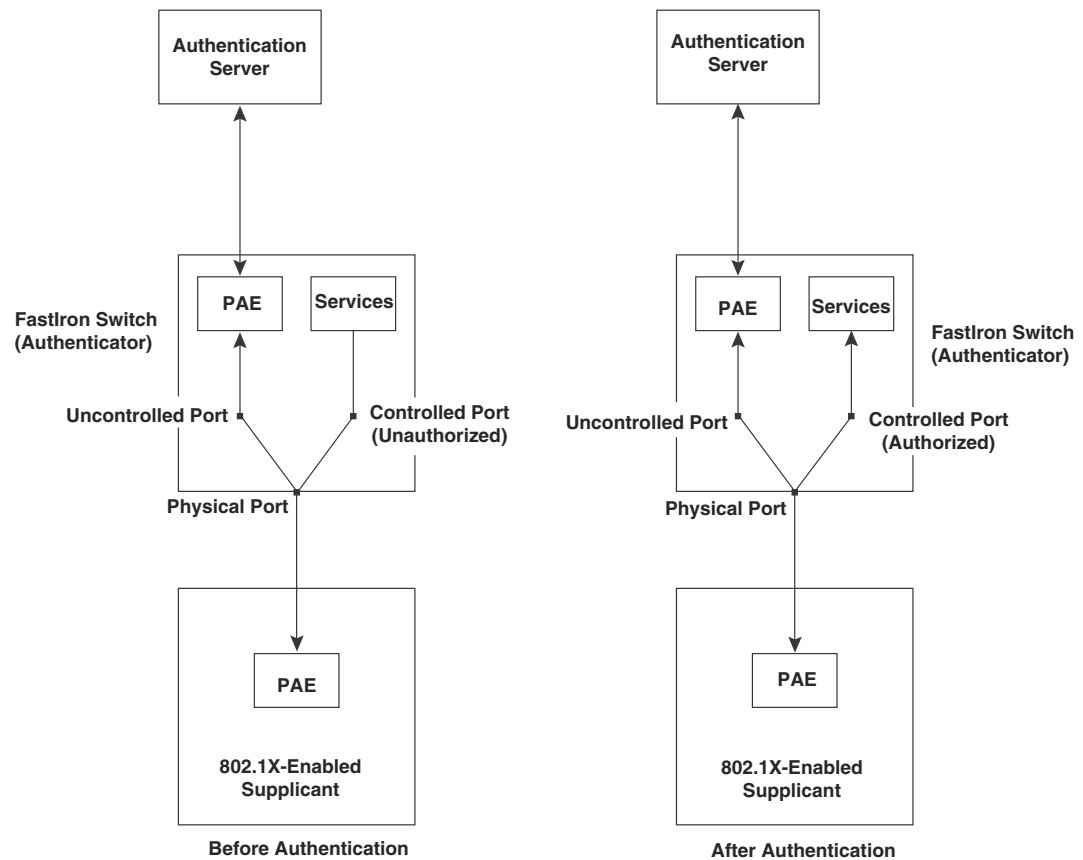 Authentication
Server
PAE
Services
FastIron Switch
(Authenticator)
Uncontrolled Port
Controlled Port
(Unauthorized)
Physical Port
PAE
802.1X-Enabled
Supplicant
Before Authentication
Authentication
Server
PAE
Services
FastIron Switch
(Authenticator)
Uncontrolled Port
Controlled Port
(Authorized)
Physical Port
PAE
802.1X-Enabled
Supplicant
After Authentication